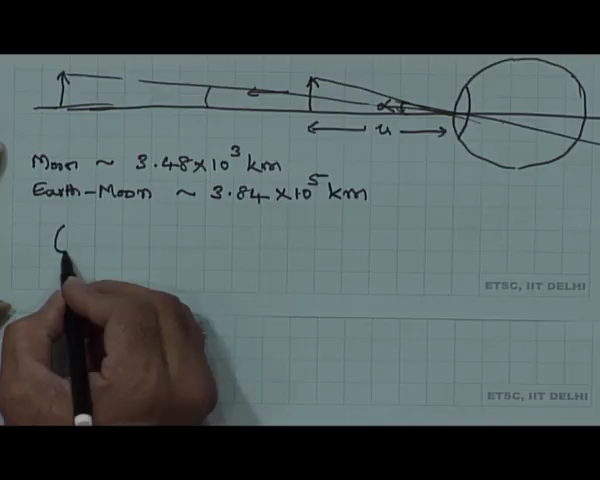 α
u
Moon ~ 3.48×10³ km
Earth-Moon ~ 3.84×10⁵ km
(
ETSC, IIT DELHI
ETSC, IIT DELHI